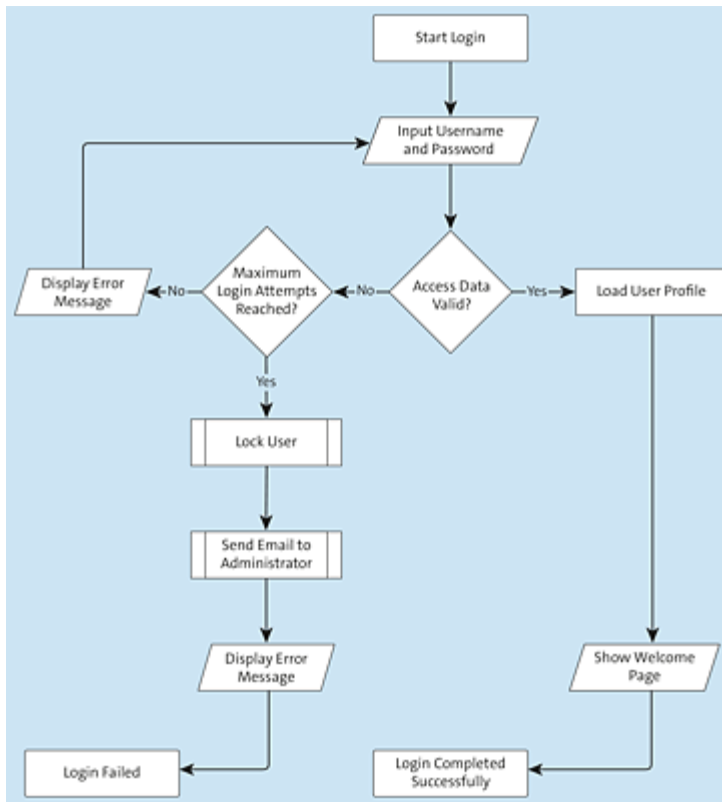 Start Login
Input Username
and Password
Display Error
Message
No
Maximum
Login Attempts
Reached?
No
Access Data
Valid?
Yes
Load User Profile
Yes
Lock User
Send Email to
Administrator
Display Error
Message
Show Welcome
Page
Login Failed
Login Completed
Successfully